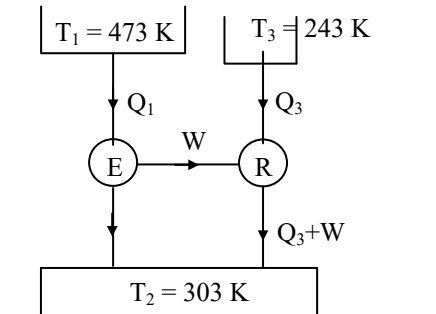 T₁ = 473 K
T₃ = 243 K
Q₁
Q₃
W
E
R
Q₃+W
T₂ = 303 K